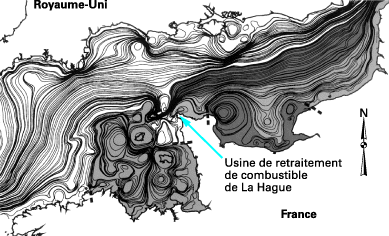 Royaume-Uni
N
Usine de retraitement
de combustible
de La Hague
France